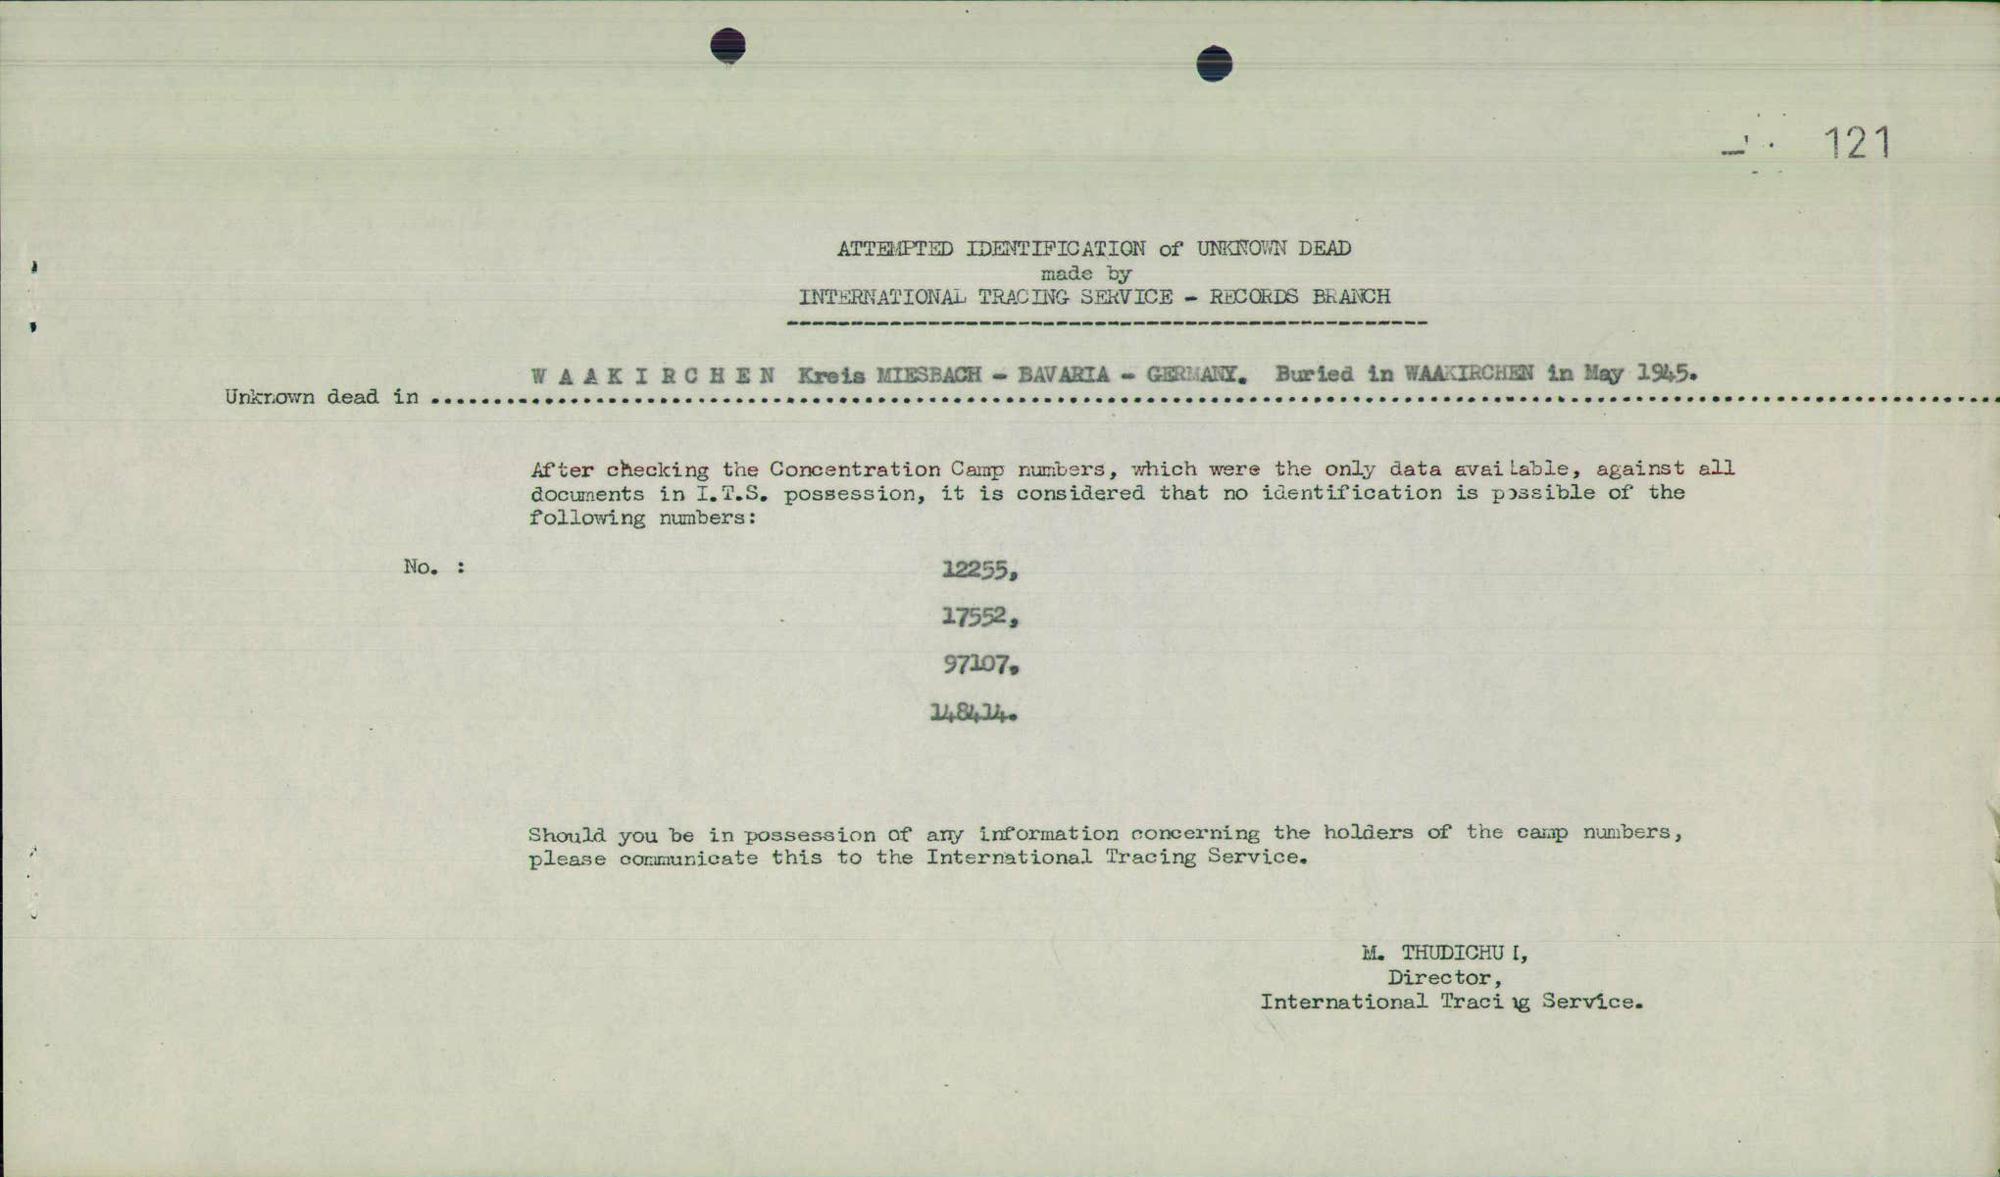 121
ATTEMPTED IDENTIFICATION of UNKNOWN DEAD
made by
INTERNATIONAL TRACING SERVICE - RECORDS BRANCH
W A A K I R C H E N Kreis MIESBACH - BAVARIA - GERMANY. Buried in WAAKIRCHEN in May 1945.
Unknown dead in ..........
After checking the Concentration Camp numbers, which were the only data available, against all
documents in I.T.S. possession, it is considered that no identification is possible of the
following numbers:
No. : 12255,
17552,
97107,
148414.
Should you be in possession of any information concerning the holders of the camp numbers,
please communicate this to the International Tracing Service.
M. THUDICHUM,
Director,
International Tracing Service.